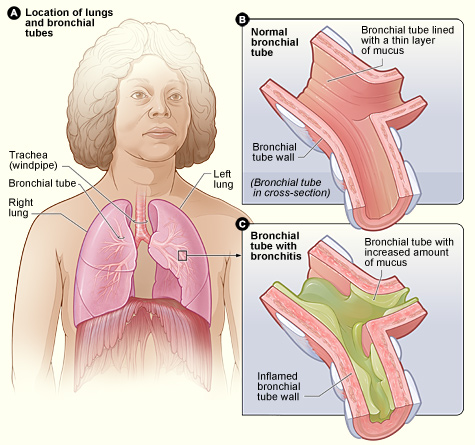 A Location of lungs
and bronchial
tubes
Trachea
(windpipe)
Bronchial tube
Right
lung
Left
lung
B
Normal
bronchial
tube
Bronchial tube lined
with a thin layer
of mucus
Bronchial
tube wall
(Bronchial tube
in cross-section)
C
Bronchial
tube with
bronchitis
Bronchial tube with
increased amount
of mucus
Inflamed
bronchial
tube wall